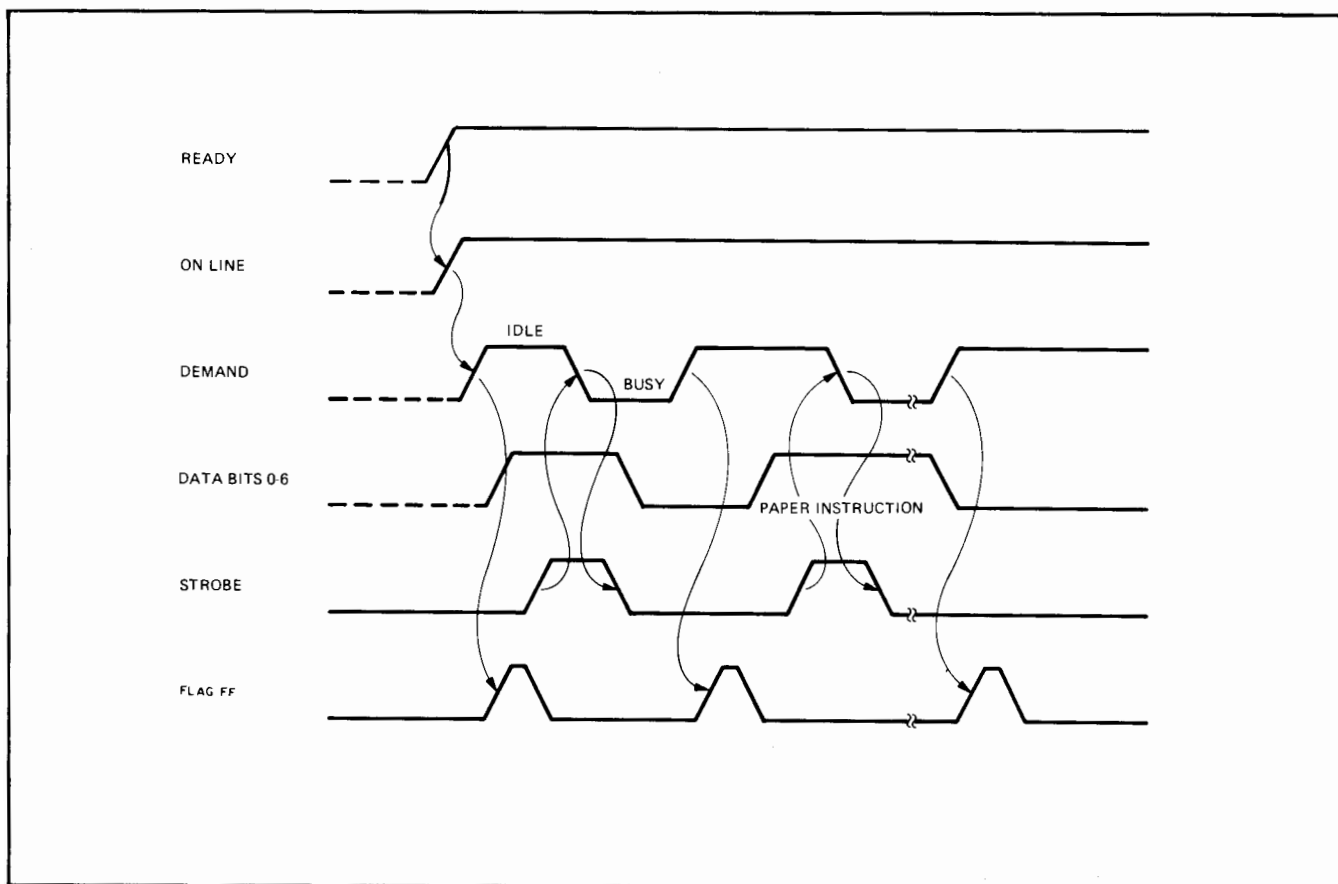 READY
ON LINE
IDLE
DEMAND
BUSY
DATA BITS 0-6
PAPER INSTRUCTION
STROBE
FLAG FF